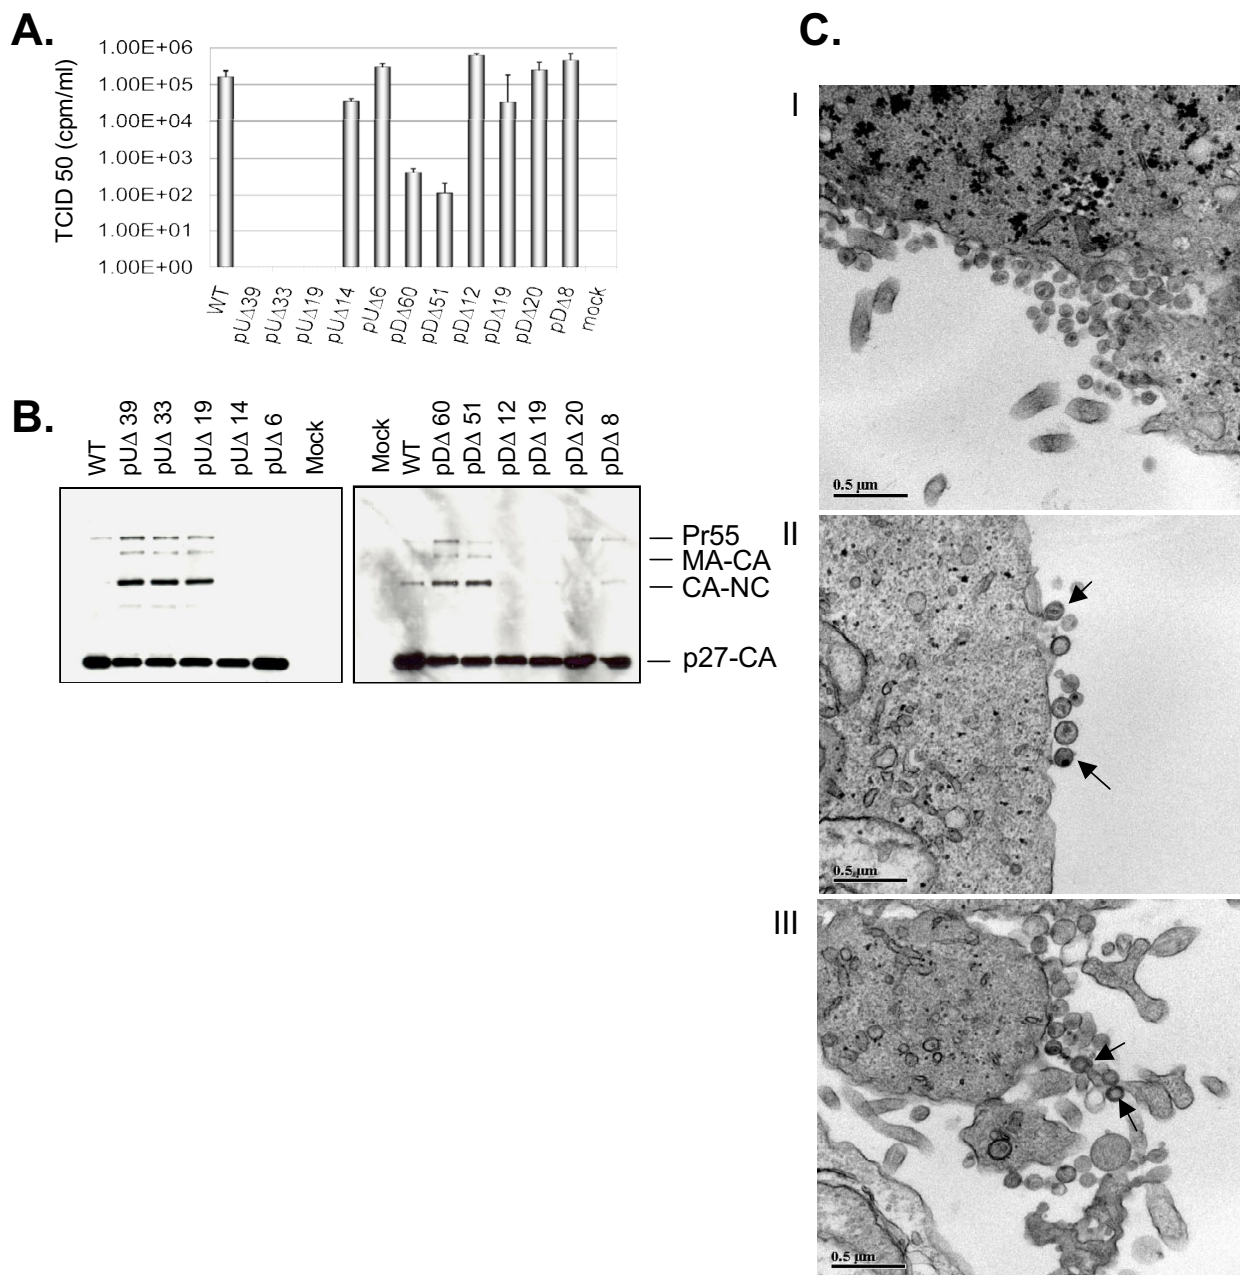 A.
TCID 50 (cpm/ml)
1.00E+06
1.00E+05
1.00E+04
1.00E+03
1.00E+02
1.00E+01
1.00E+00
WT
pUΔ39
pUΔ33
pUΔ19
pUΔ14
pUΔ6
pDΔ60
pDΔ51
pDΔ12
pDΔ19
pDΔ20
pDΔ8
mock
B.
WT
pUΔ 39
pUΔ 33
pUΔ 19
pUΔ 14
pUΔ 6
Mock
Mock
WT
pDΔ 60
pDΔ 51
pDΔ 12
pDΔ 19
pDΔ 20
pDΔ 8
Pr55
MA-CA
CA-NC
p27-CA
C.
I
0.5 µm
II
0.5 µm
III
0.5 µm